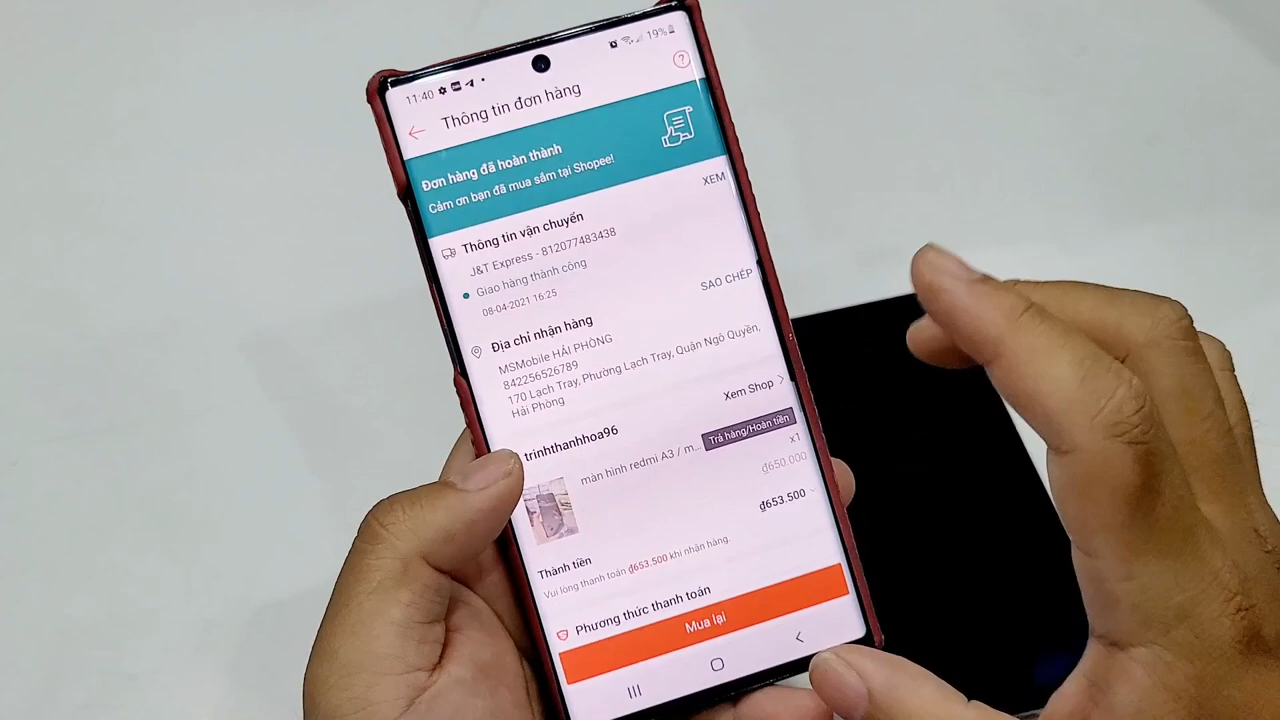 11:40
19%
Thông tin đơn hàng
?
Đơn hàng đã hoàn thành
Cảm ơn bạn đã mua sắm tại Shopee!
Thông tin vận chuyển
XEM
J&T Express - 812077483438
Giao hàng thành công
08-04-2021 16:25
Địa chỉ nhận hàng
SAO CHÉP
MSMobile HẢI PHÒNG
842256526789
170 Lạch Tray, Phường Lạch Tray, Quận Ngô Quyền,
Hải Phòng
trinhthanhhoa96
Xem Shop
Trả hàng/Hoàn tiền
màn hình redmi A3 / m...
x1
₫650.000
₫653.500
Thành tiền
Vui lòng thanh toán ₫653.500 khi nhận hàng.
Phương thức thanh toán
Mua lại